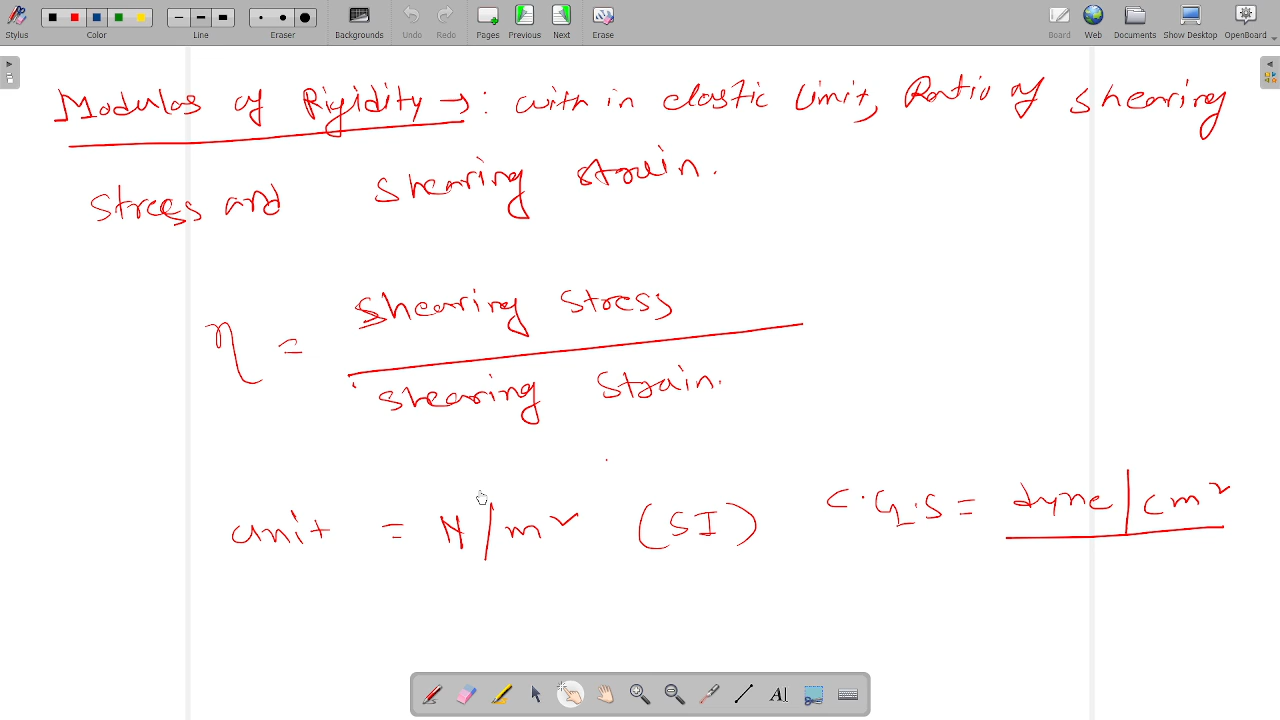 Stylus Color Line Eraser Backgrounds Undo Redo Pages Previous Next Erase Board Web Documents Show Desktop OpenBoard
Modulas of Rigidity →: with in elastic Limit, Ratio of shearing
stress and shearing strain.
η = shearing stress
shearing strain.
unit = N/m² (SI) C.G.S = dyne/cm²
AI